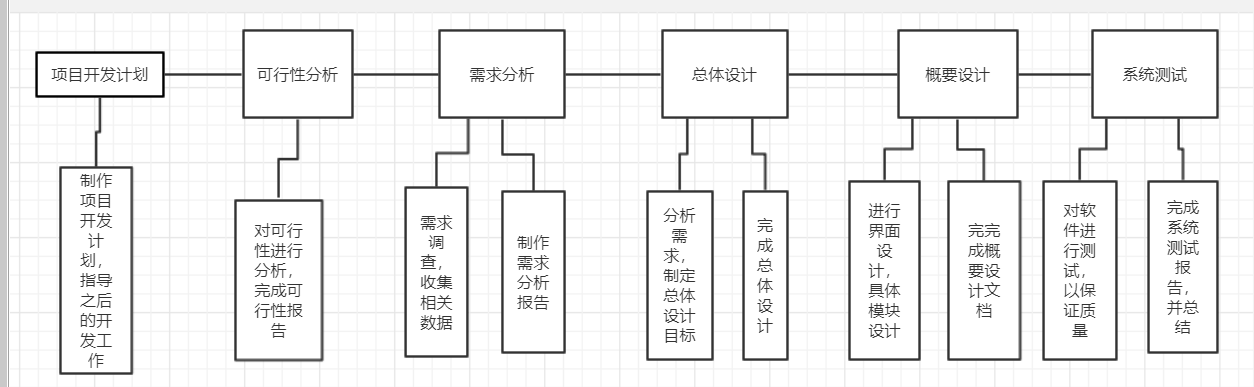 项目开发计划
可行性分析
需求分析
总体设计
概要设计
系统测试
制作
项目
开发
计
划，
指导
之后
的开
发工
作
对可行
性进行
分析，
完成可
行性报
告
需求
调
查，
收集
相关
数据
制作
需求
分析
报告
分析
需
求，
制定
总体
设计
目标
完
成
总
体
设
计
进行
界面
设
计，
具体
模块
设计
完完
成概
要设
计文
档
对软
件进
行测
试，
以保
证质
量
完成
系统
测试
报
告，
并总
结